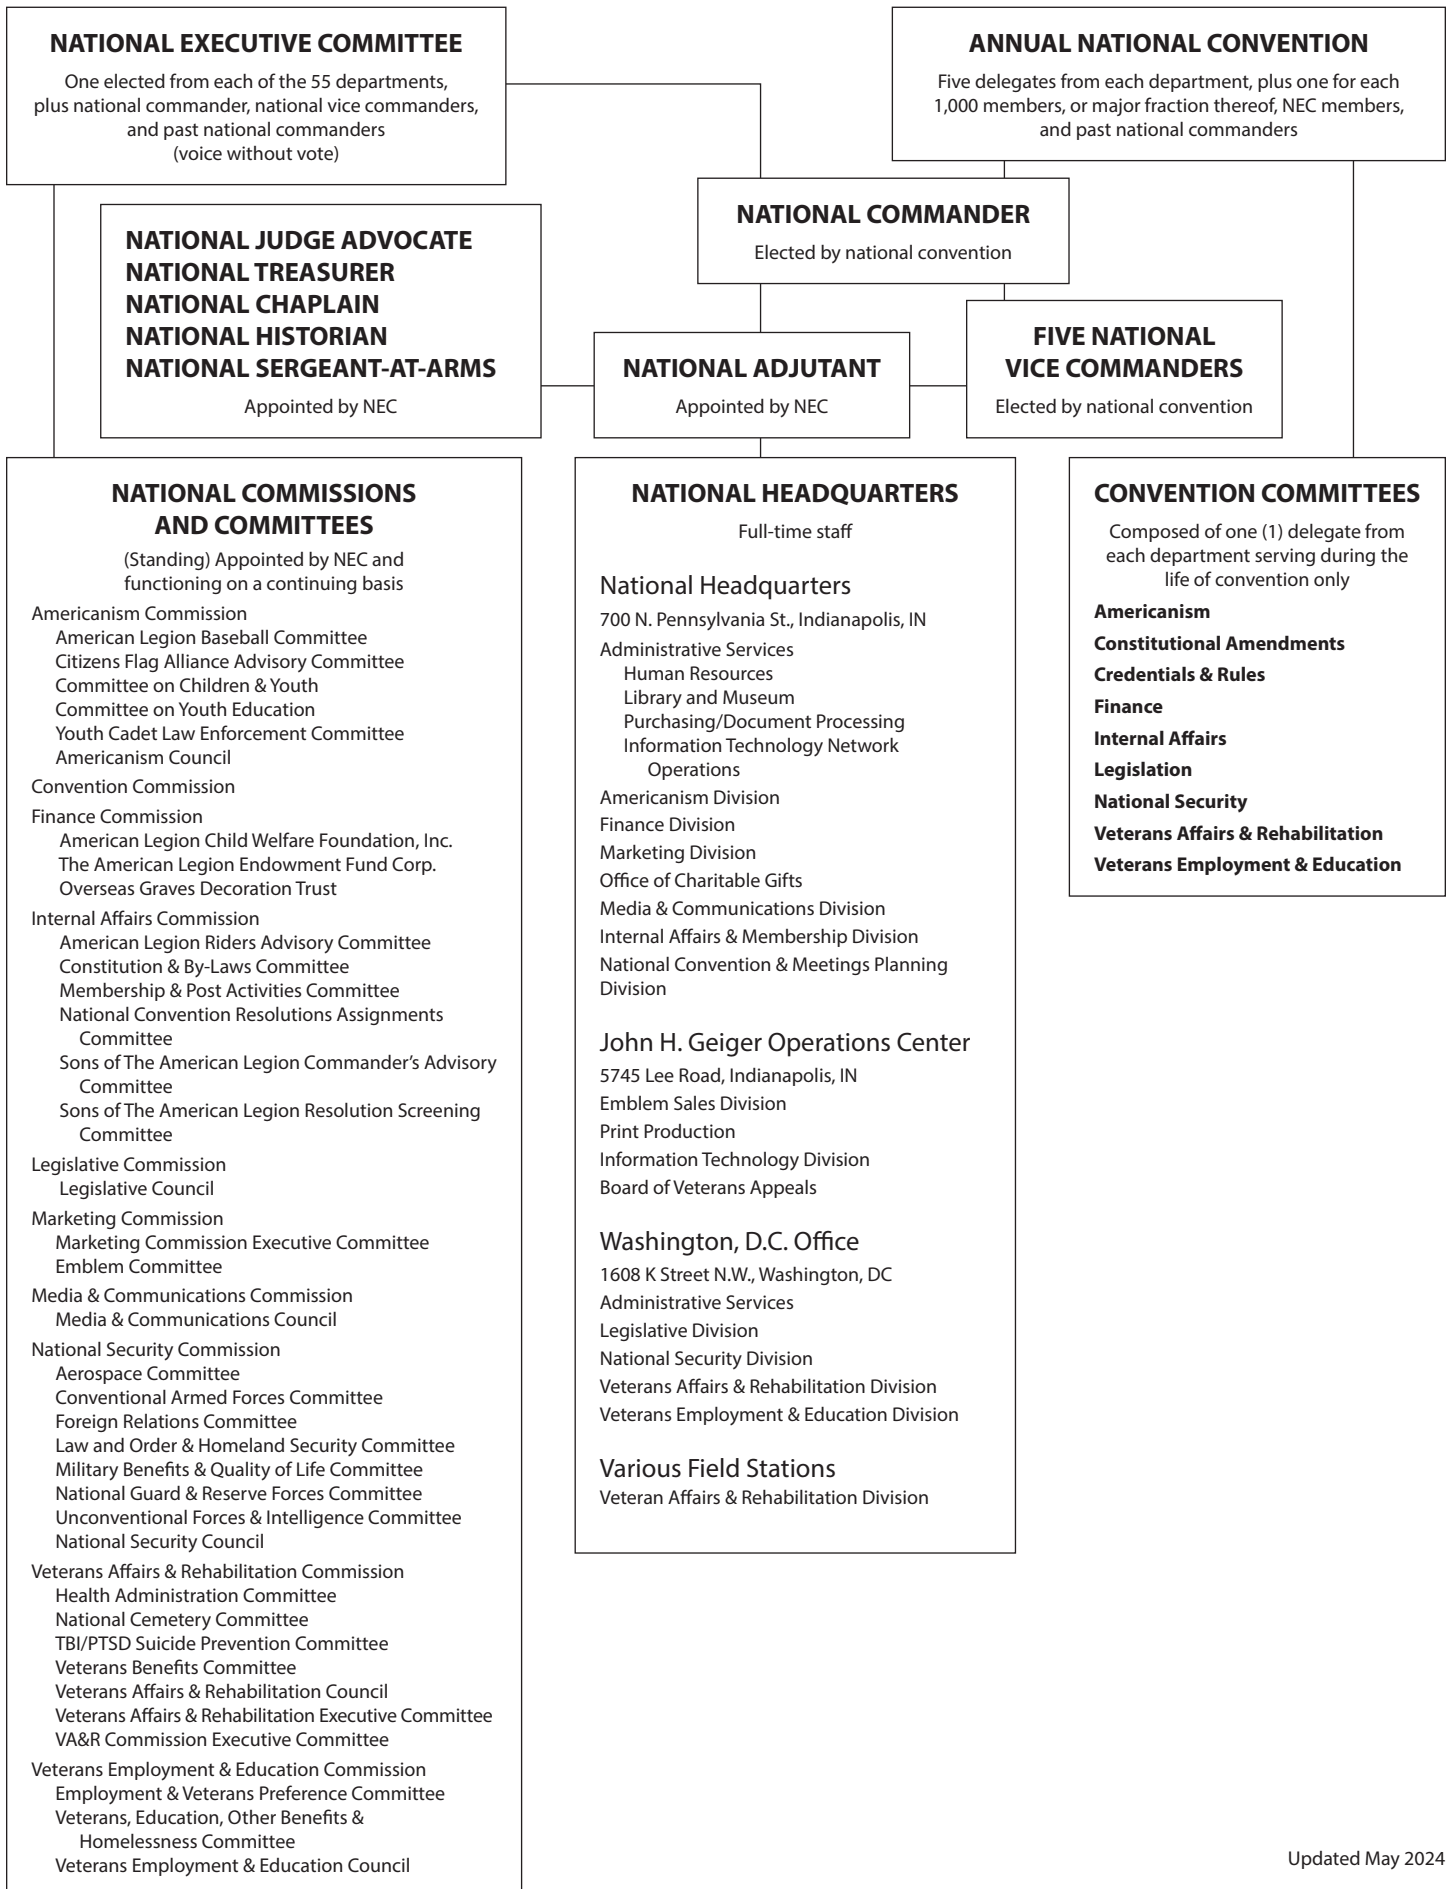 NATIONAL EXECUTIVE COMMITTEE
One elected from each of the 55 departments,
plus national commander, national vice commanders,
and past national commanders
(voice without vote)
ANNUAL NATIONAL CONVENTION
Five delegates from each department, plus one for each
1,000 members, or major fraction thereof, NEC members,
and past national commanders
NATIONAL COMMANDER
Elected by national convention
NATIONAL JUDGE ADVOCATE
NATIONAL TREASURER
NATIONAL CHAPLAIN
NATIONAL HISTORIAN
NATIONAL SERGEANT-AT-ARMS
Appointed by NEC
NATIONAL ADJUTANT
Appointed by NEC
FIVE NATIONAL
VICE COMMANDERS
Elected by national convention
NATIONAL COMMISSIONS
AND COMMITTEES
(Standing) Appointed by NEC and
functioning on a continuing basis
Americanism Commission
American Legion Baseball Committee
Citizens Flag Alliance Advisory Committee
Committee on Children & Youth
Committee on Youth Education
Youth Cadet Law Enforcement Committee
Americanism Council
Convention Commission
Finance Commission
American Legion Child Welfare Foundation, Inc.
The American Legion Endowment Fund Corp.
Overseas Graves Decoration Trust
Internal Affairs Commission
American Legion Riders Advisory Committee
Constitution & By-Laws Committee
Membership & Post Activities Committee
National Convention Resolutions Assignments
Committee
Sons of The American Legion Commander's Advisory
Committee
Sons of The American Legion Resolution Screening
Committee
Legislative Commission
Legislative Council
Marketing Commission
Marketing Commission Executive Committee
Emblem Committee
Media & Communications Commission
Media & Communications Council
National Security Commission
Aerospace Committee
Conventional Armed Forces Committee
Foreign Relations Committee
Law and Order & Homeland Security Committee
Military Benefits & Quality of Life Committee
National Guard & Reserve Forces Committee
Unconventional Forces & Intelligence Committee
National Security Council
Veterans Affairs & Rehabilitation Commission
Health Administration Committee
National Cemetery Committee
TBI/PTSD Suicide Prevention Committee
Veterans Benefits Committee
Veterans Affairs & Rehabilitation Council
Veterans Affairs & Rehabilitation Executive Committee
VA&R Commission Executive Committee
Veterans Employment & Education Commission
Employment & Veterans Preference Committee
Veterans, Education, Other Benefits &
Homelessness Committee
Veterans Employment & Education Council
NATIONAL HEADQUARTERS
Full-time staff
National Headquarters
700 N. Pennsylvania St., Indianapolis, IN
Administrative Services
Human Resources
Library and Museum
Purchasing/Document Processing
Information Technology Network
Operations
Americanism Division
Finance Division
Marketing Division
Office of Charitable Gifts
Media & Communications Division
Internal Affairs & Membership Division
National Convention & Meetings Planning
Division
John H. Geiger Operations Center
5745 Lee Road, Indianapolis, IN
Emblem Sales Division
Print Production
Information Technology Division
Board of Veterans Appeals
Washington, D.C. Office
1608 K Street N.W., Washington, DC
Administrative Services
Legislative Division
National Security Division
Veterans Affairs & Rehabilitation Division
Veterans Employment & Education Division
Various Field Stations
Veteran Affairs & Rehabilitation Division
CONVENTION COMMITTEES
Composed of one (1) delegate from
each department serving during the
life of convention only
Americanism
Constitutional Amendments
Credentials & Rules
Finance
Internal Affairs
Legislation
National Security
Veterans Affairs & Rehabilitation
Veterans Employment & Education
Updated May 2024